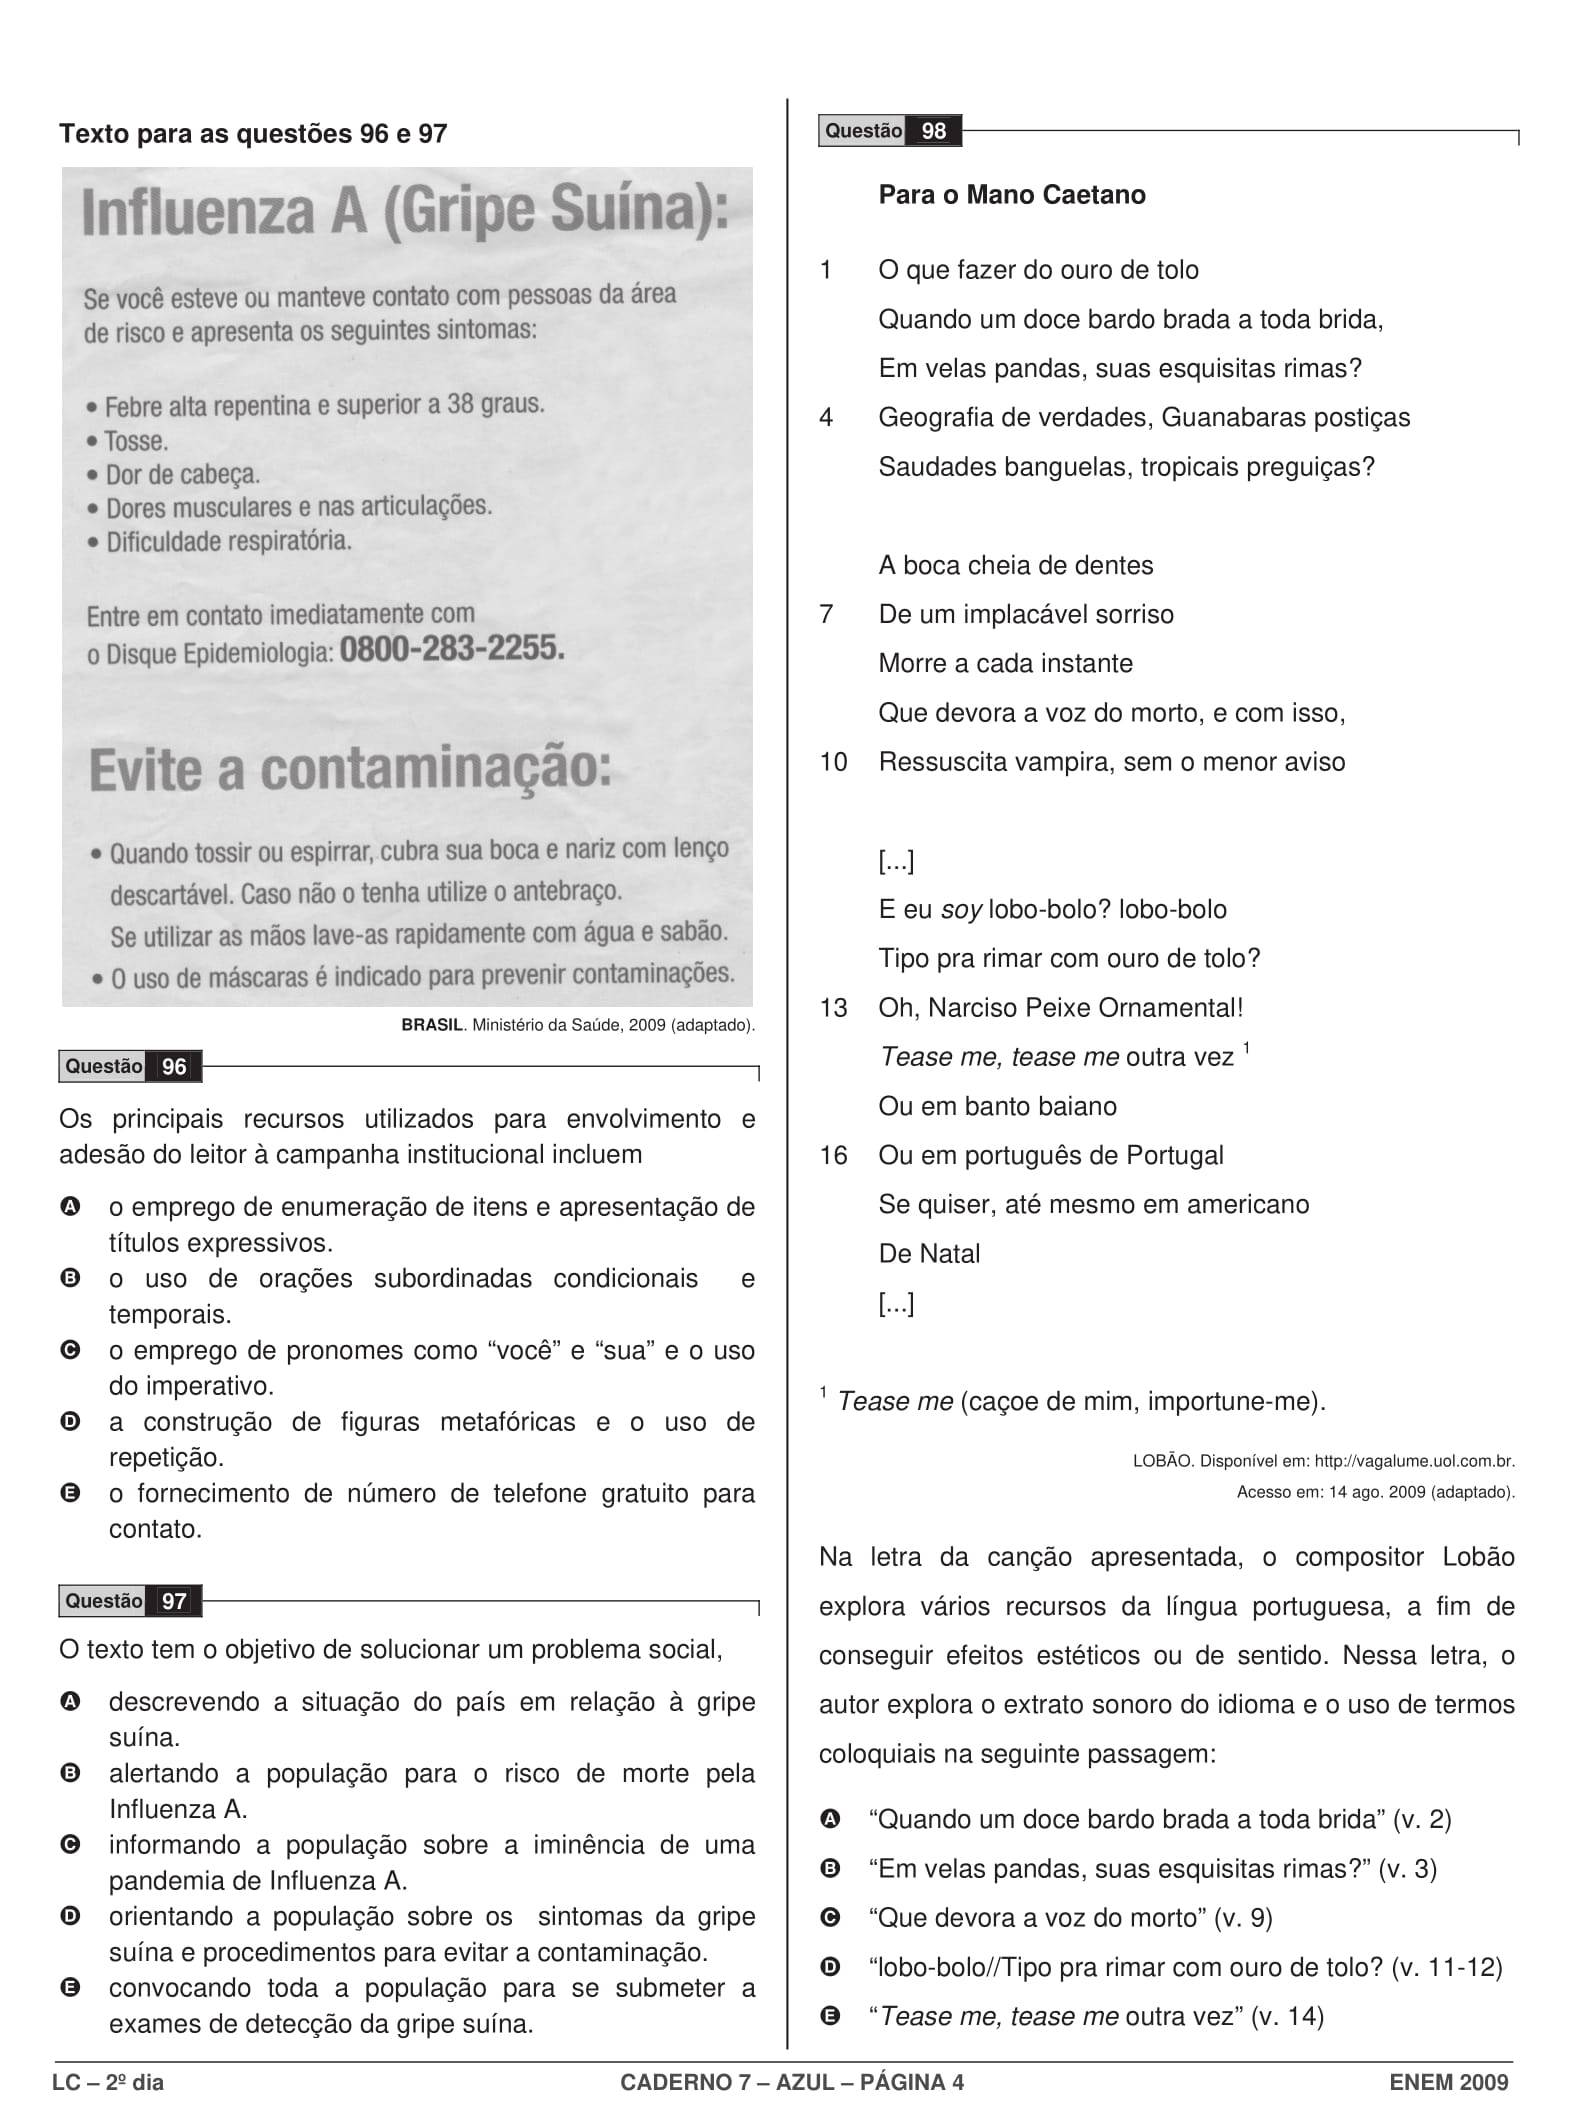 Texto para as questões 96 e 97
Influenza A (Gripe Suína):
Se você esteve ou manteve contato com pessoas da área
de risco e apresenta os seguintes sintomas:
• Febre alta repentina e superior a 38 graus.
• Tosse.
• Dor de cabeça.
• Dores musculares e nas articulações.
• Dificuldade respiratória.
Entre em contato imediatamente com
o Disque Epidemiologia: 0800-283-2255.
Evite a contaminação:
• Quando tossir ou espirrar, cubra sua boca e nariz com lenço
descartável. Caso não o tenha utilize o antebraço.
Se utilizar as mãos lave-as rapidamente com água e sabão.
• O uso de máscaras é indicado para prevenir contaminações.
BRASIL. Ministério da Saúde, 2009 (adaptado).
Questão 96
Os principais recursos utilizados para envolvimento e
adesão do leitor à campanha institucional incluem
A o emprego de enumeração de itens e apresentação de
títulos expressivos.
B o uso de orações subordinadas condicionais e
temporais.
C o emprego de pronomes como “você” e “sua” e o uso
do imperativo.
D a construção de figuras metafóricas e o uso de
repetição.
E o fornecimento de número de telefone gratuito para
contato.
Questão 97
O texto tem o objetivo de solucionar um problema social,
A descrevendo a situação do país em relação à gripe
suína.
B alertando a população para o risco de morte pela
Influenza A.
C informando a população sobre a iminência de uma
pandemia de Influenza A.
D orientando a população sobre os sintomas da gripe
suína e procedimentos para evitar a contaminação.
E convocando toda a população para se submeter a
exames de detecção da gripe suína.
Questão 98
Para o Mano Caetano
1 O que fazer do ouro de tolo
Quando um doce bardo brada a toda brida,
Em velas pandas, suas esquisitas rimas?
4 Geografia de verdades, Guanabaras postiças
Saudades banguelas, tropicais preguiças?
A boca cheia de dentes
7 De um implacável sorriso
Morre a cada instante
Que devora a voz do morto, e com isso,
10 Ressuscita vampira, sem o menor aviso
[...]
E eu soy lobo-bolo? lobo-bolo
Tipo pra rimar com ouro de tolo?
13 Oh, Narciso Peixe Ornamental!
Tease me, tease me outra vez 1
Ou em banto baiano
16 Ou em português de Portugal
Se quiser, até mesmo em americano
De Natal
[...]
1 Tease me (caçoe de mim, importune-me).
LOBÃO. Disponível em: http://vagalume.uol.com.br.
Acesso em: 14 ago. 2009 (adaptado).
Na letra da canção apresentada, o compositor Lobão
explora vários recursos da língua portuguesa, a fim de
conseguir efeitos estéticos ou de sentido. Nessa letra, o
autor explora o extrato sonoro do idioma e o uso de termos
coloquiais na seguinte passagem:
A “Quando um doce bardo brada a toda brida” (v. 2)
B “Em velas pandas, suas esquisitas rimas?” (v. 3)
C “Que devora a voz do morto” (v. 9)
D “lobo-bolo//Tipo pra rimar com ouro de tolo? (v. 11-12)
E “Tease me, tease me outra vez” (v. 14)
LC – 2º dia
CADERNO 7 – AZUL – PÁGINA 4
ENEM 2009